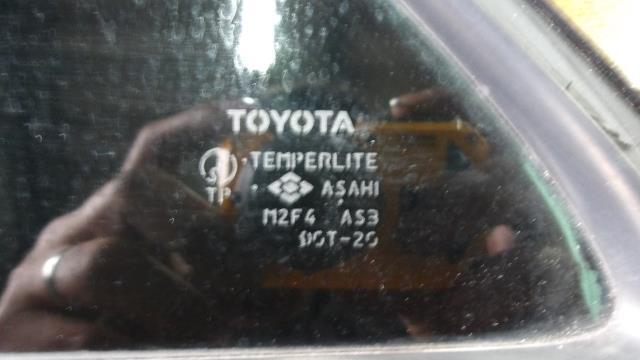 TOYOTA
TEMPERLITE
TP ASAHI
M2F4 AS3
DOT-20